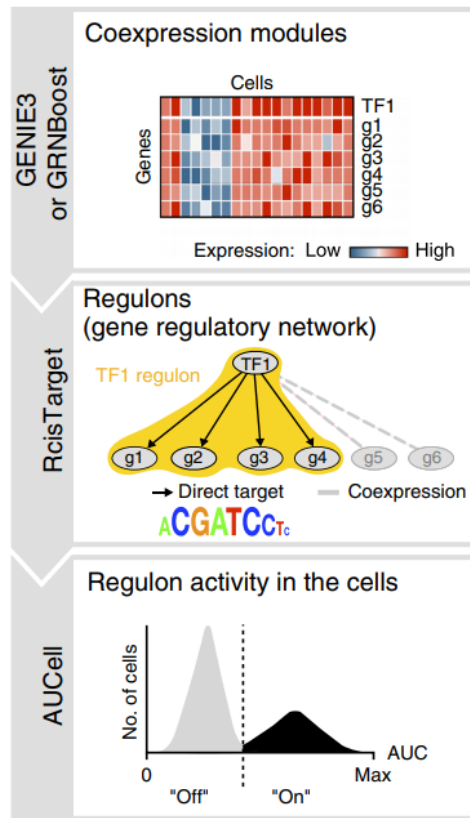 GENIE3
or GRNBoost
Coexpression modules
Cells
Genes
TF1
g1
g2
g3
g4
g5
g6
Expression: Low High
RcisTarget
Regulons
(gene regulatory network)
TF1 regulon
TF1
g1 g2 g3 g4 g5 g6
Direct target Coexpression
ACGATCCTC
AUCell
Regulon activity in the cells
No. of cells
AUC
0 Max
"Off" "On"